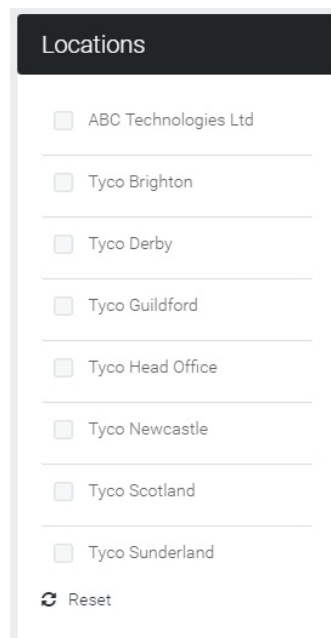 Locations
ABC Technologies Ltd
Tyco Brighton
Tyco Derby
Tyco Guildford
Tyco Head Office
Tyco Newcastle
Tyco Scotland
Tyco Sunderland
Reset